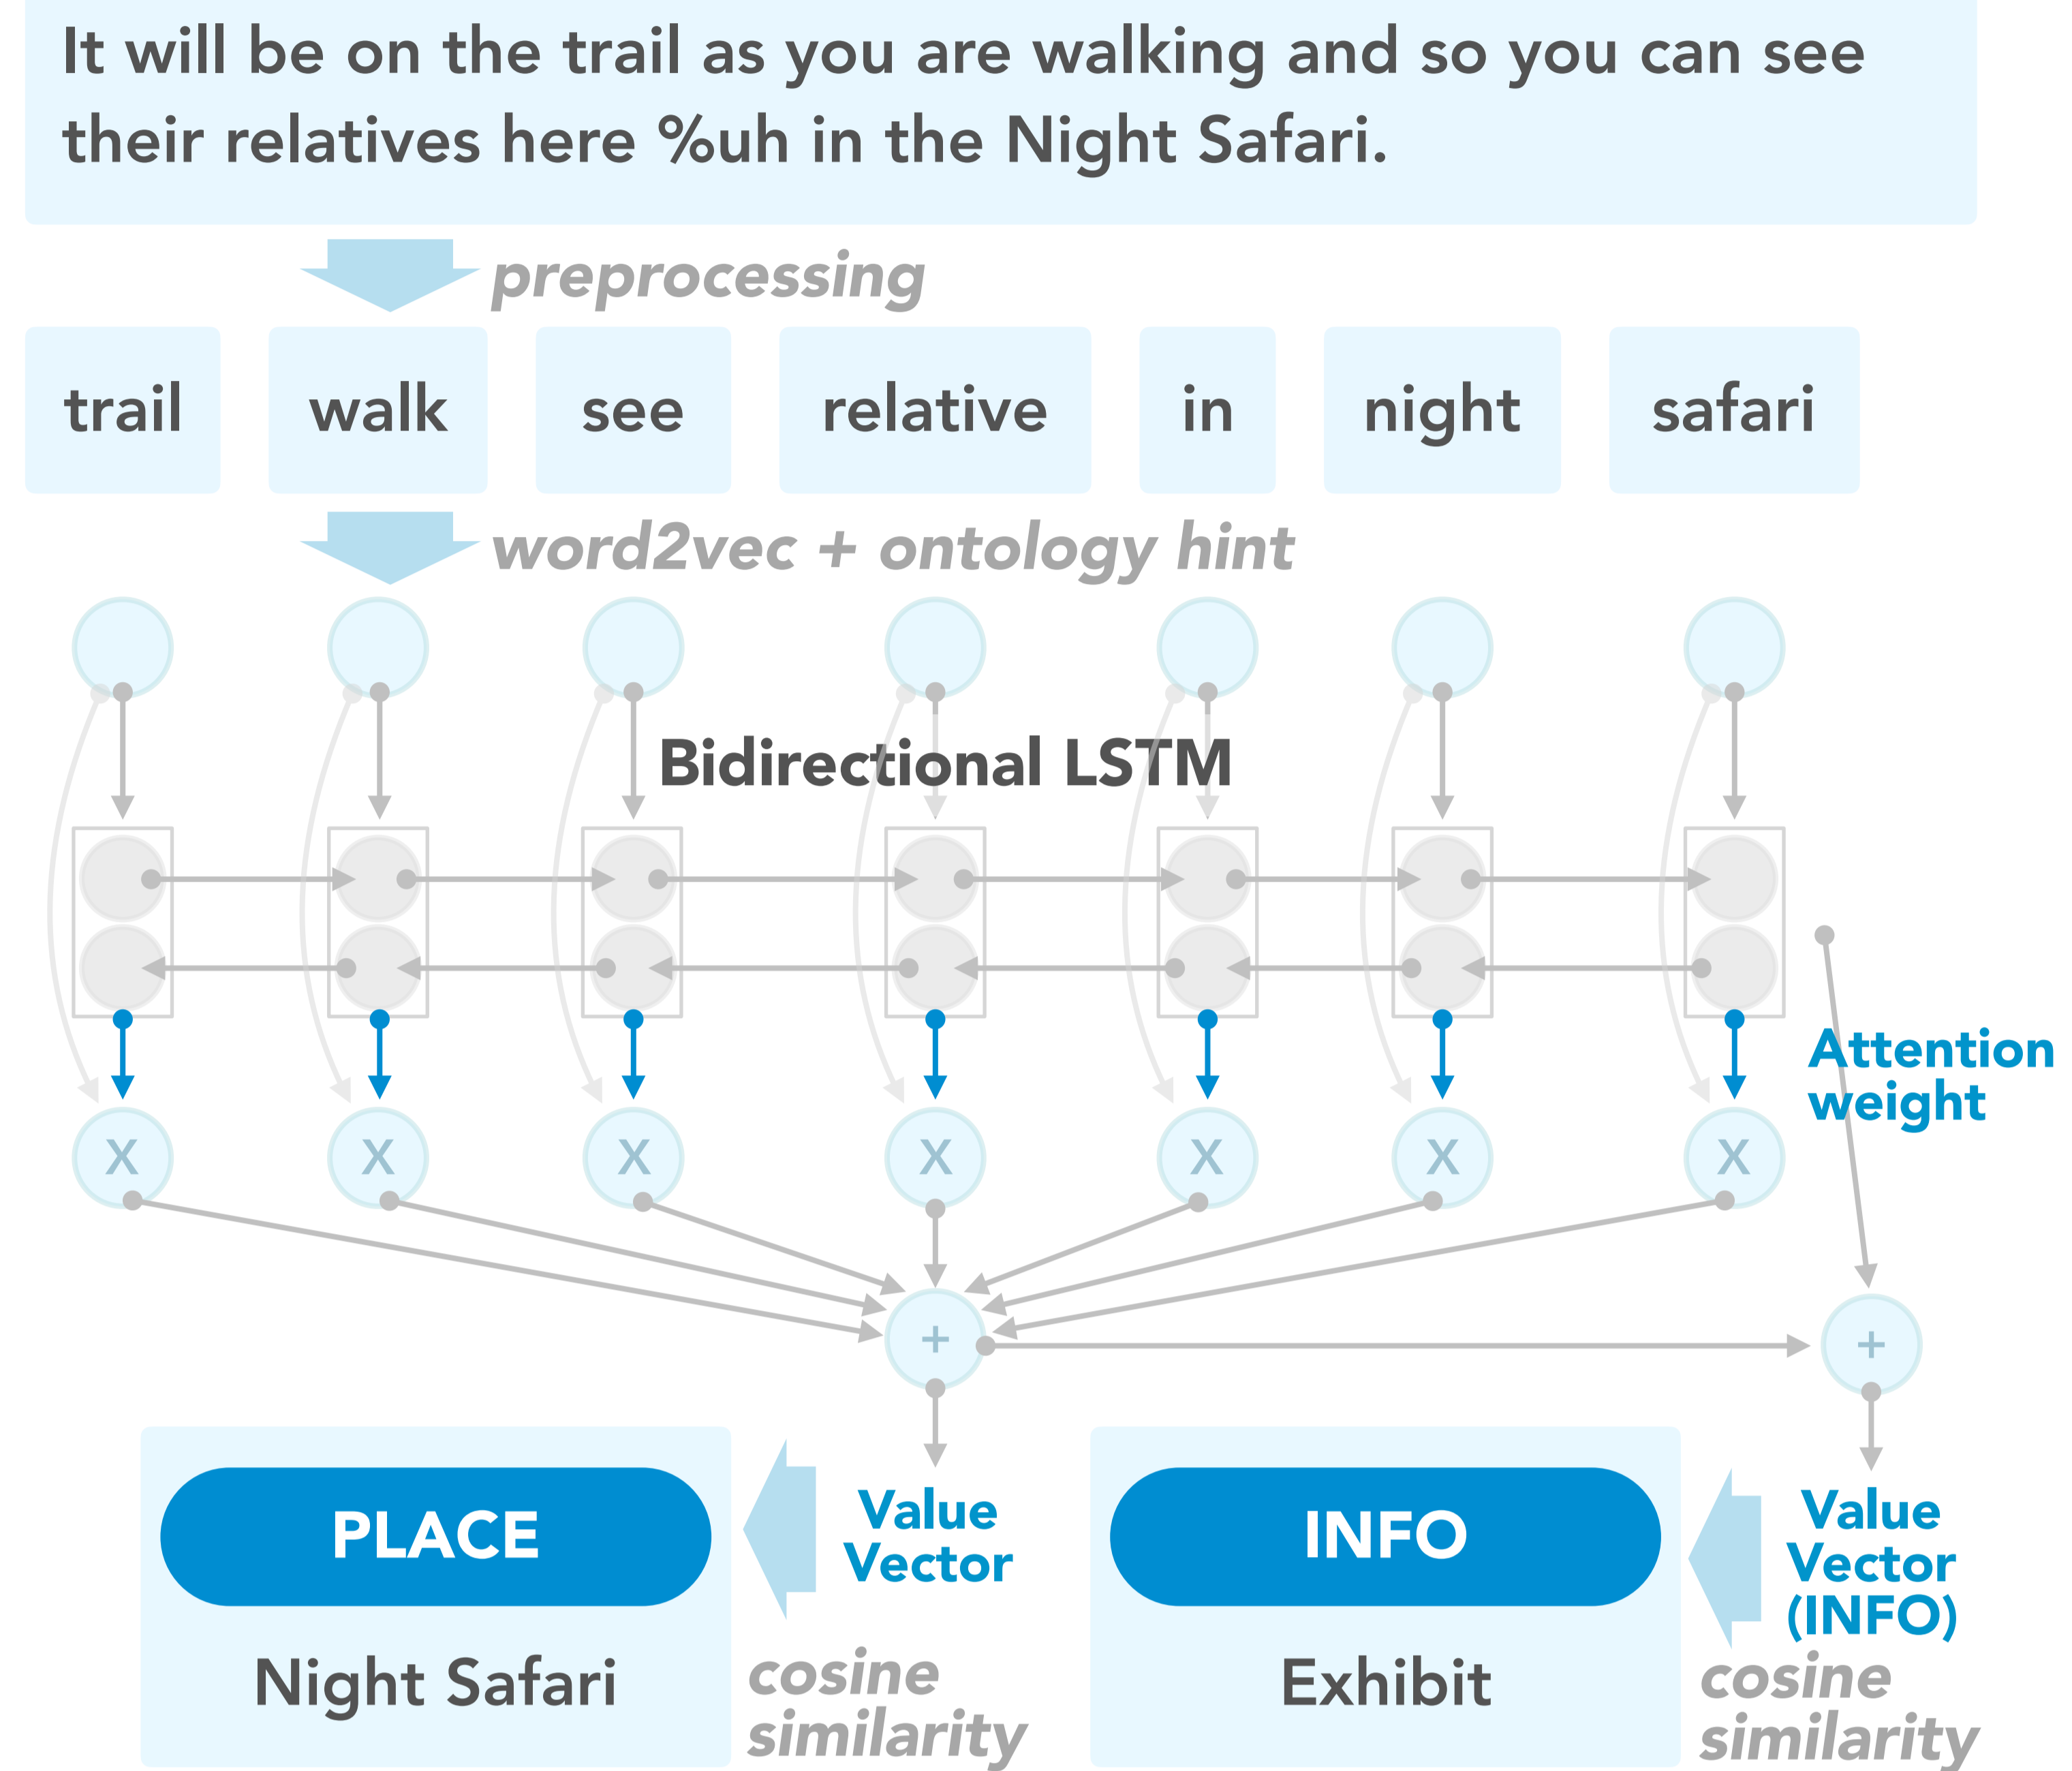 It will be on the trail as you are walking and so you can see
their relatives here %uh in the Night Safari.
preprocessing
trail walk see relative in night safari
word2vec + ontology hint
Bidirectional LSTM
Attention
weight
X X X X X X X
+
+
PLACE
Night Safari
Value
Vector
cosine
similarity
INFO
Exhibit
Value
Vector
(INFO)
cosine
similarity